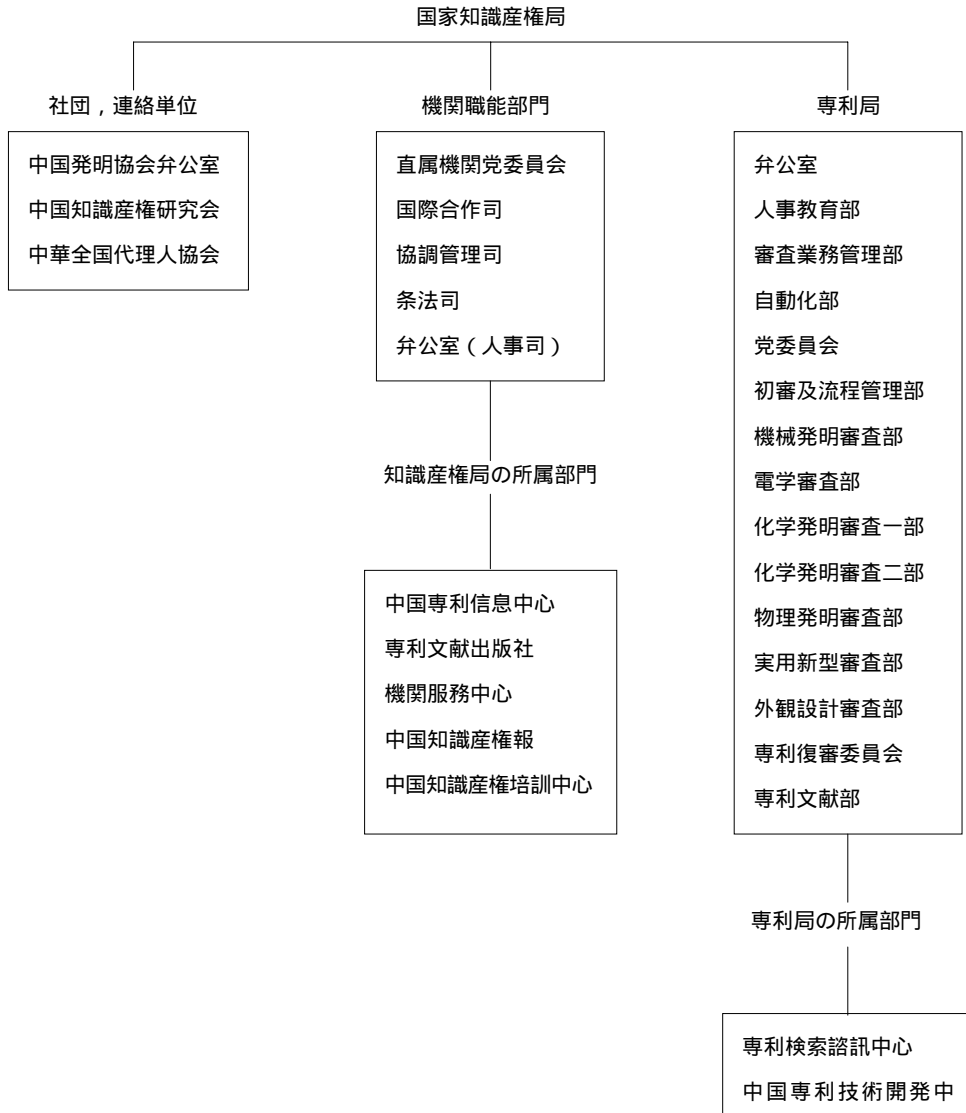 国家知識産権局
社団，連絡単位
中国発明協会弁公室
中国知識産権研究会
中華全国代理人協会
機関職能部門
直属機関党委員会
国際合作司
協調管理司
条法司
弁公室（人事司）
知識産権局の所属部門
中国専利信息中心
専利文献出版社
機関服務中心
中国知識産権報
中国知識産権培訓中心
専利局
弁公室
人事教育部
審査業務管理部
自動化部
党委員会
初審及流程管理部
機械発明審査部
電学審査部
化学発明審査一部
化学発明審査二部
物理発明審査部
実用新型審査部
外観設計審査部
専利復審委員会
専利文献部
専利局の所属部門
専利検索諮訊中心
中国専利技術開発中